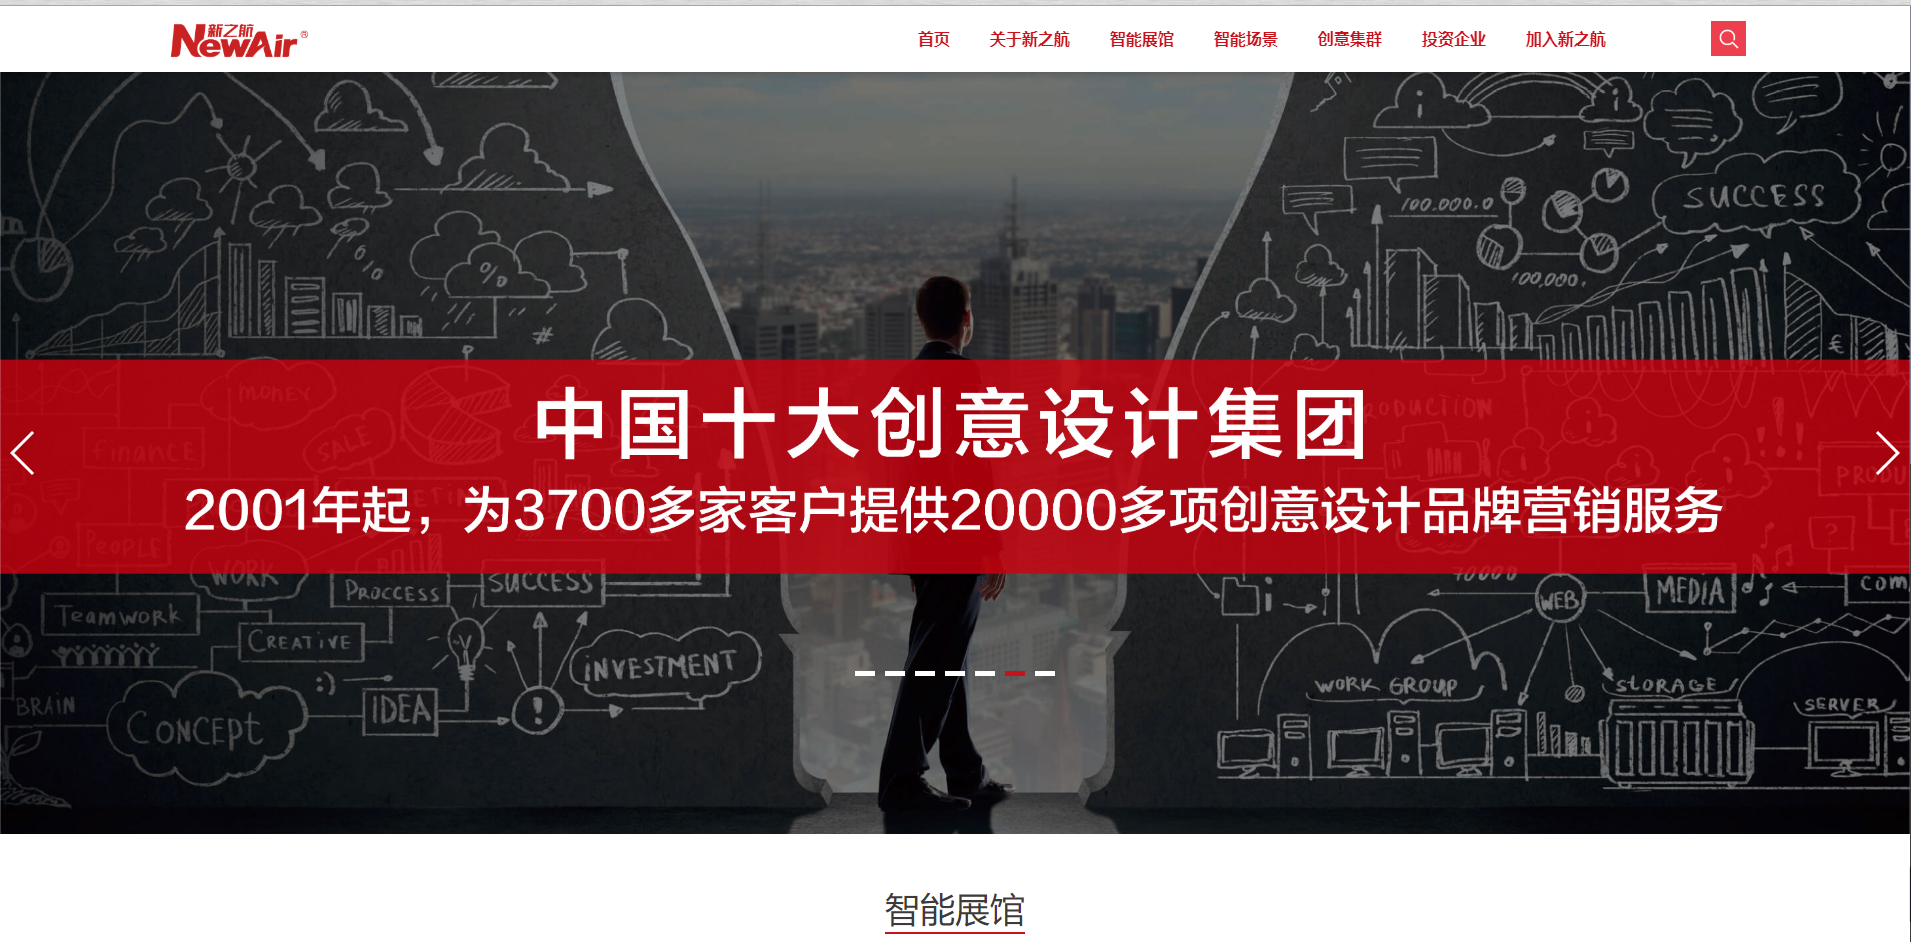 新之航
NewAir®
首页 关于新之航 智能展馆 智能场景 创意集群 投资企业 加入新之航
SUCCESS
100.000.0
100,000.
%
%
#
€
money
PRODUCTION
中国十大创意设计集团
finance
SALE
2001年起，为3700多家客户提供20000多项创意设计品牌营销服务
PEOPLE
?
WORK
PROCCESS
SUCCESS
70000
WEB
MEDIA
Teamwork
CREATIVE
INVESTMENT
:)
BRAIN
CONCEPT
IDEA
!
WORK GROUP
STORAGE
SERVER
智能展馆